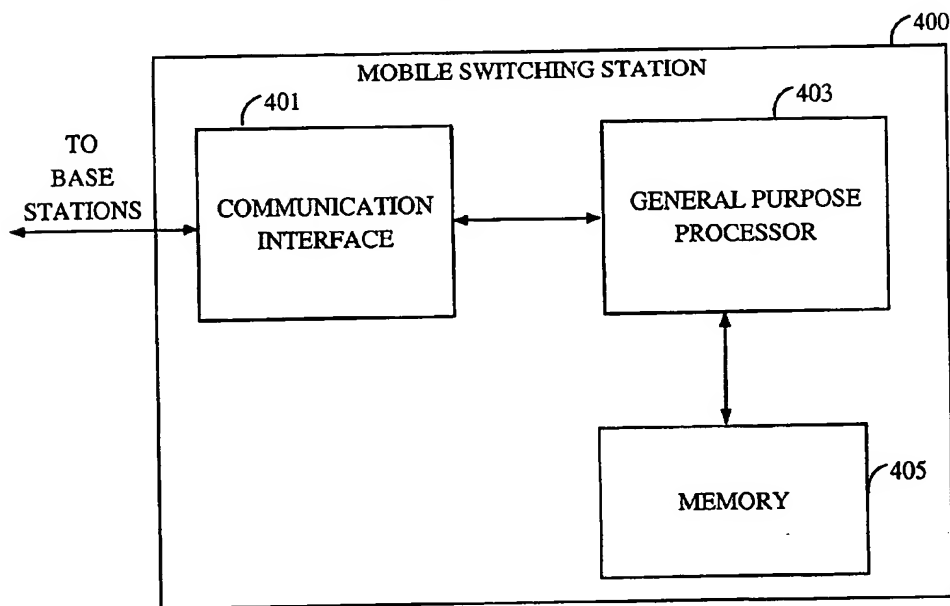 400
MOBILE SWITCHING STATION
401
403
TO
BASE
STATIONS
COMMUNICATION
INTERFACE
GENERAL PURPOSE
PROCESSOR
405
MEMORY